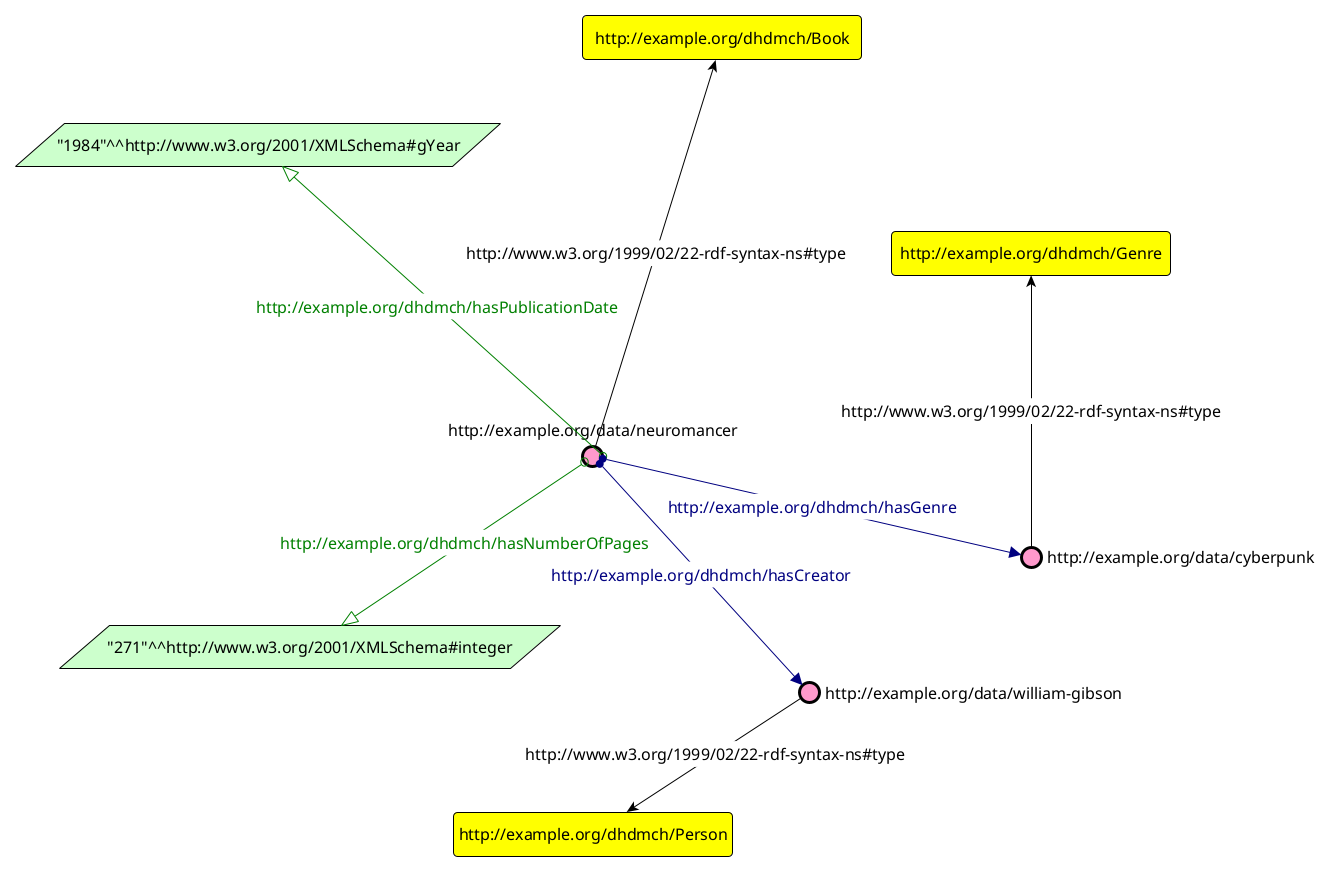 http://example.org/dhdmch/Book
"1984"^^http://www.w3.org/2001/XMLSchema#gYear
http://www.w3.org/1999/02/22-rdf-syntax-ns#type
http://example.org/dhdmch/Genre
http://example.org/dhdmch/hasPublicationDate
http://www.w3.org/1999/02/22-rdf-syntax-ns#type
http://example.org/data/neuromancer
http://example.org/dhdmch/hasGenre
http://example.org/dhdmch/hasNumberOfPages
http://example.org/data/cyberpunk
http://example.org/dhdmch/hasCreator
"271"^^http://www.w3.org/2001/XMLSchema#integer
http://example.org/data/william-gibson
http://www.w3.org/1999/02/22-rdf-syntax-ns#type
http://example.org/dhdmch/Person